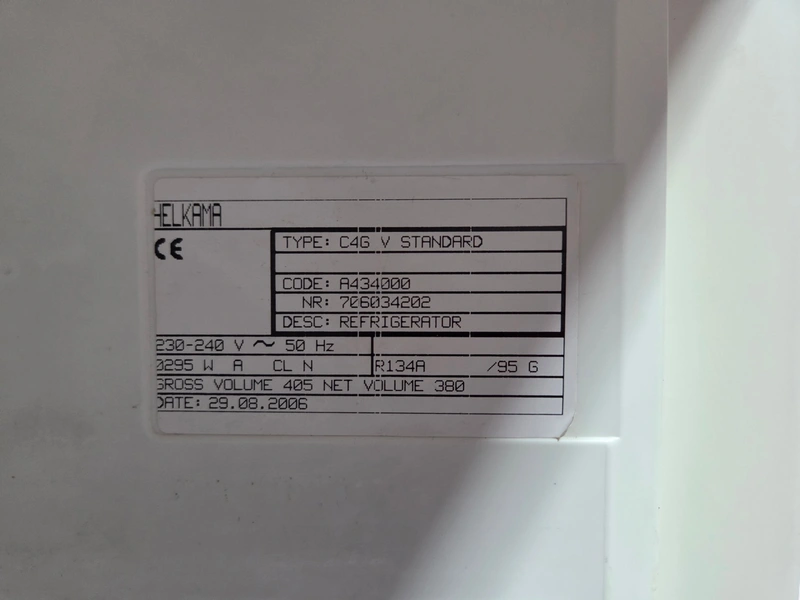 HELKAMA
CE
TYPE: C4G V STANDARD
CODE: A434000
NR: 706034202
DESC: REFRIGERATOR
230-240 V ~ 50 Hz
0295 W A CL N R134A /95 G
GROSS VOLUME 405 NET VOLUME 380
DATE: 29.08.2006